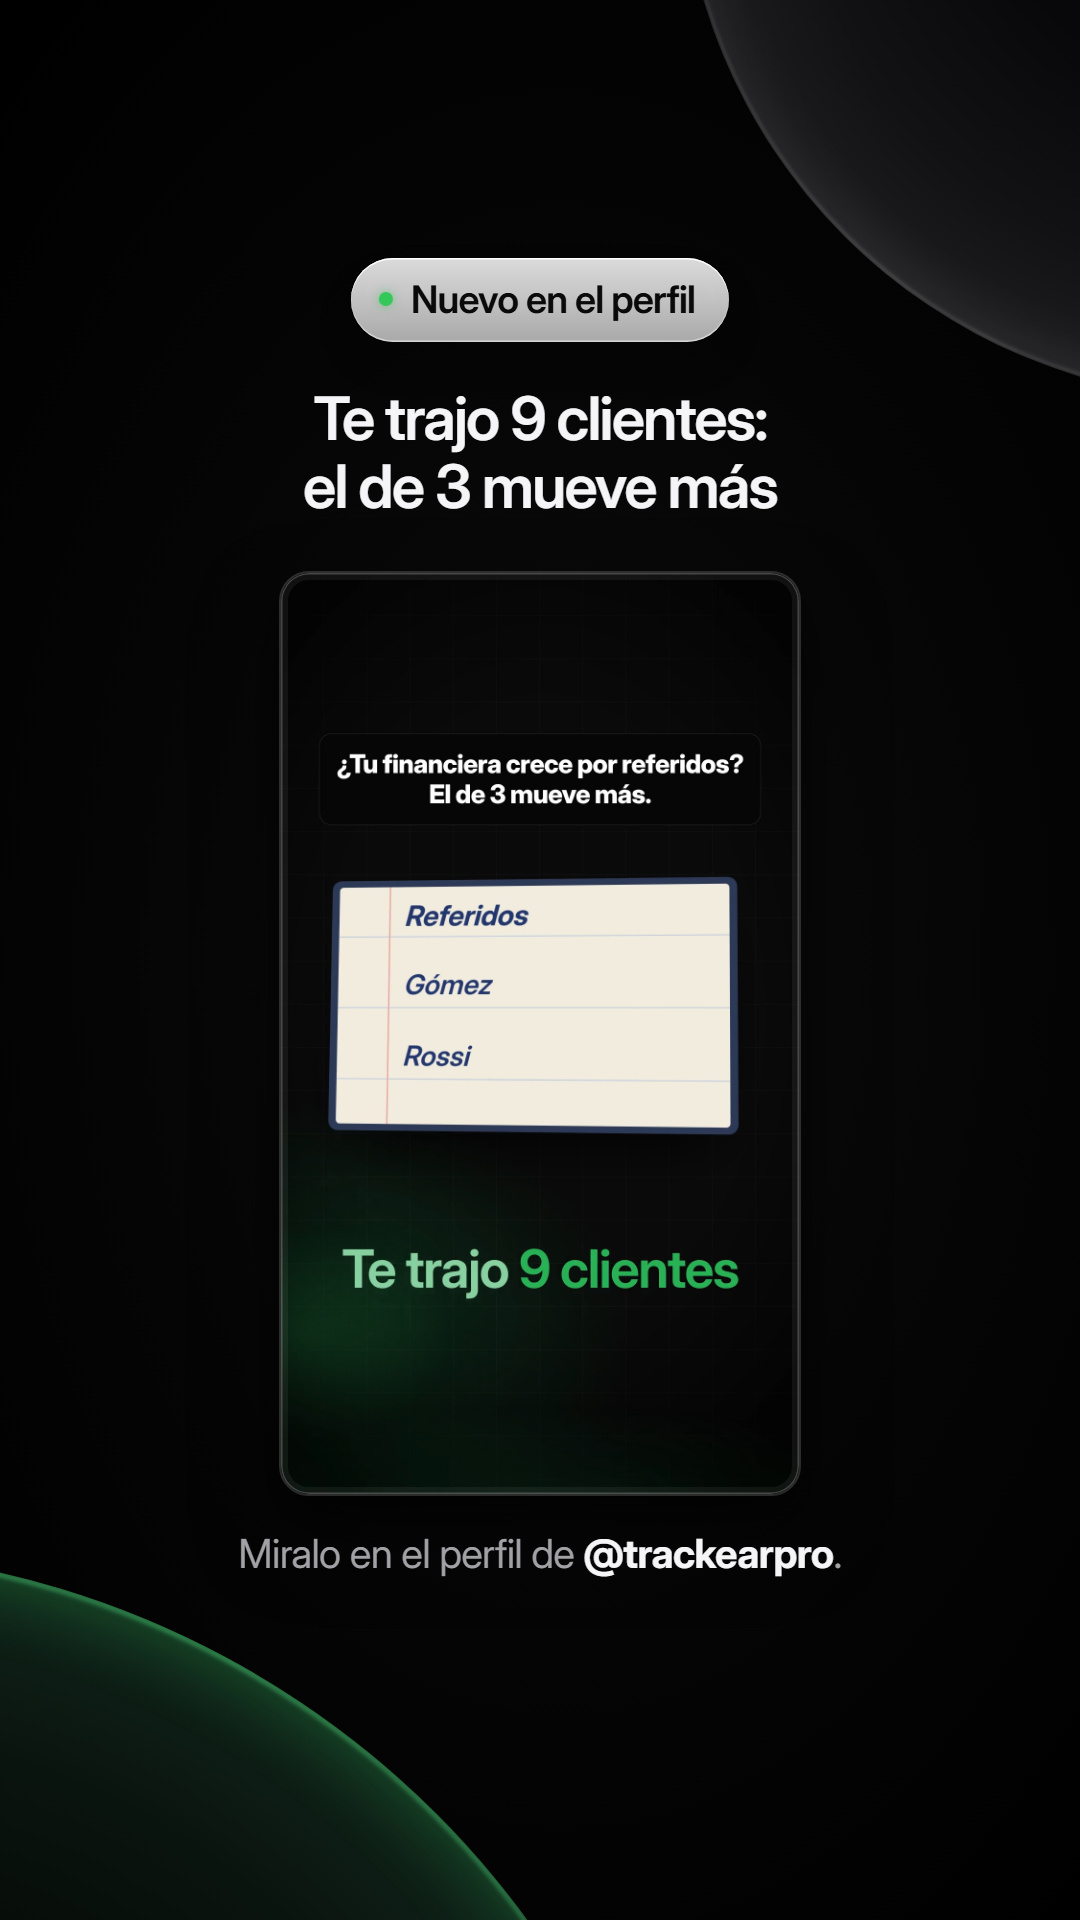 Nuevo en el perfil
Te trajo 9 clientes:
el de 3 mueve más
¿Tu financiera crece por referidos?
El de 3 mueve más.
Referidos
Gómez
Rossi
Te trajo 9 clientes
Miralo en el perfil de @trackearpro.